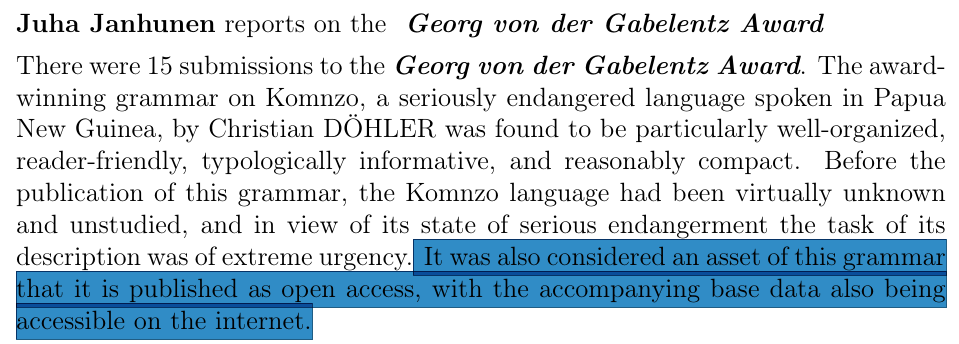 Juha Janhunen reports on the Georg von der Gabelentz Award
There were 15 submissions to the Georg von der Gabelentz Award. The award-
winning grammar on Komnzo, a seriously endangered language spoken in Papua
New Guinea, by Christian DÖHLER was found to be particularly well-organized,
reader-friendly, typologically informative, and reasonably compact. Before the
publication of this grammar, the Komnzo language had been virtually unknown
and unstudied, and in view of its state of serious endangerment the task of its
description was of extreme urgency. It was also considered an asset of this grammar
that it is published as open access, with the accompanying base data also being
accessible on the internet.